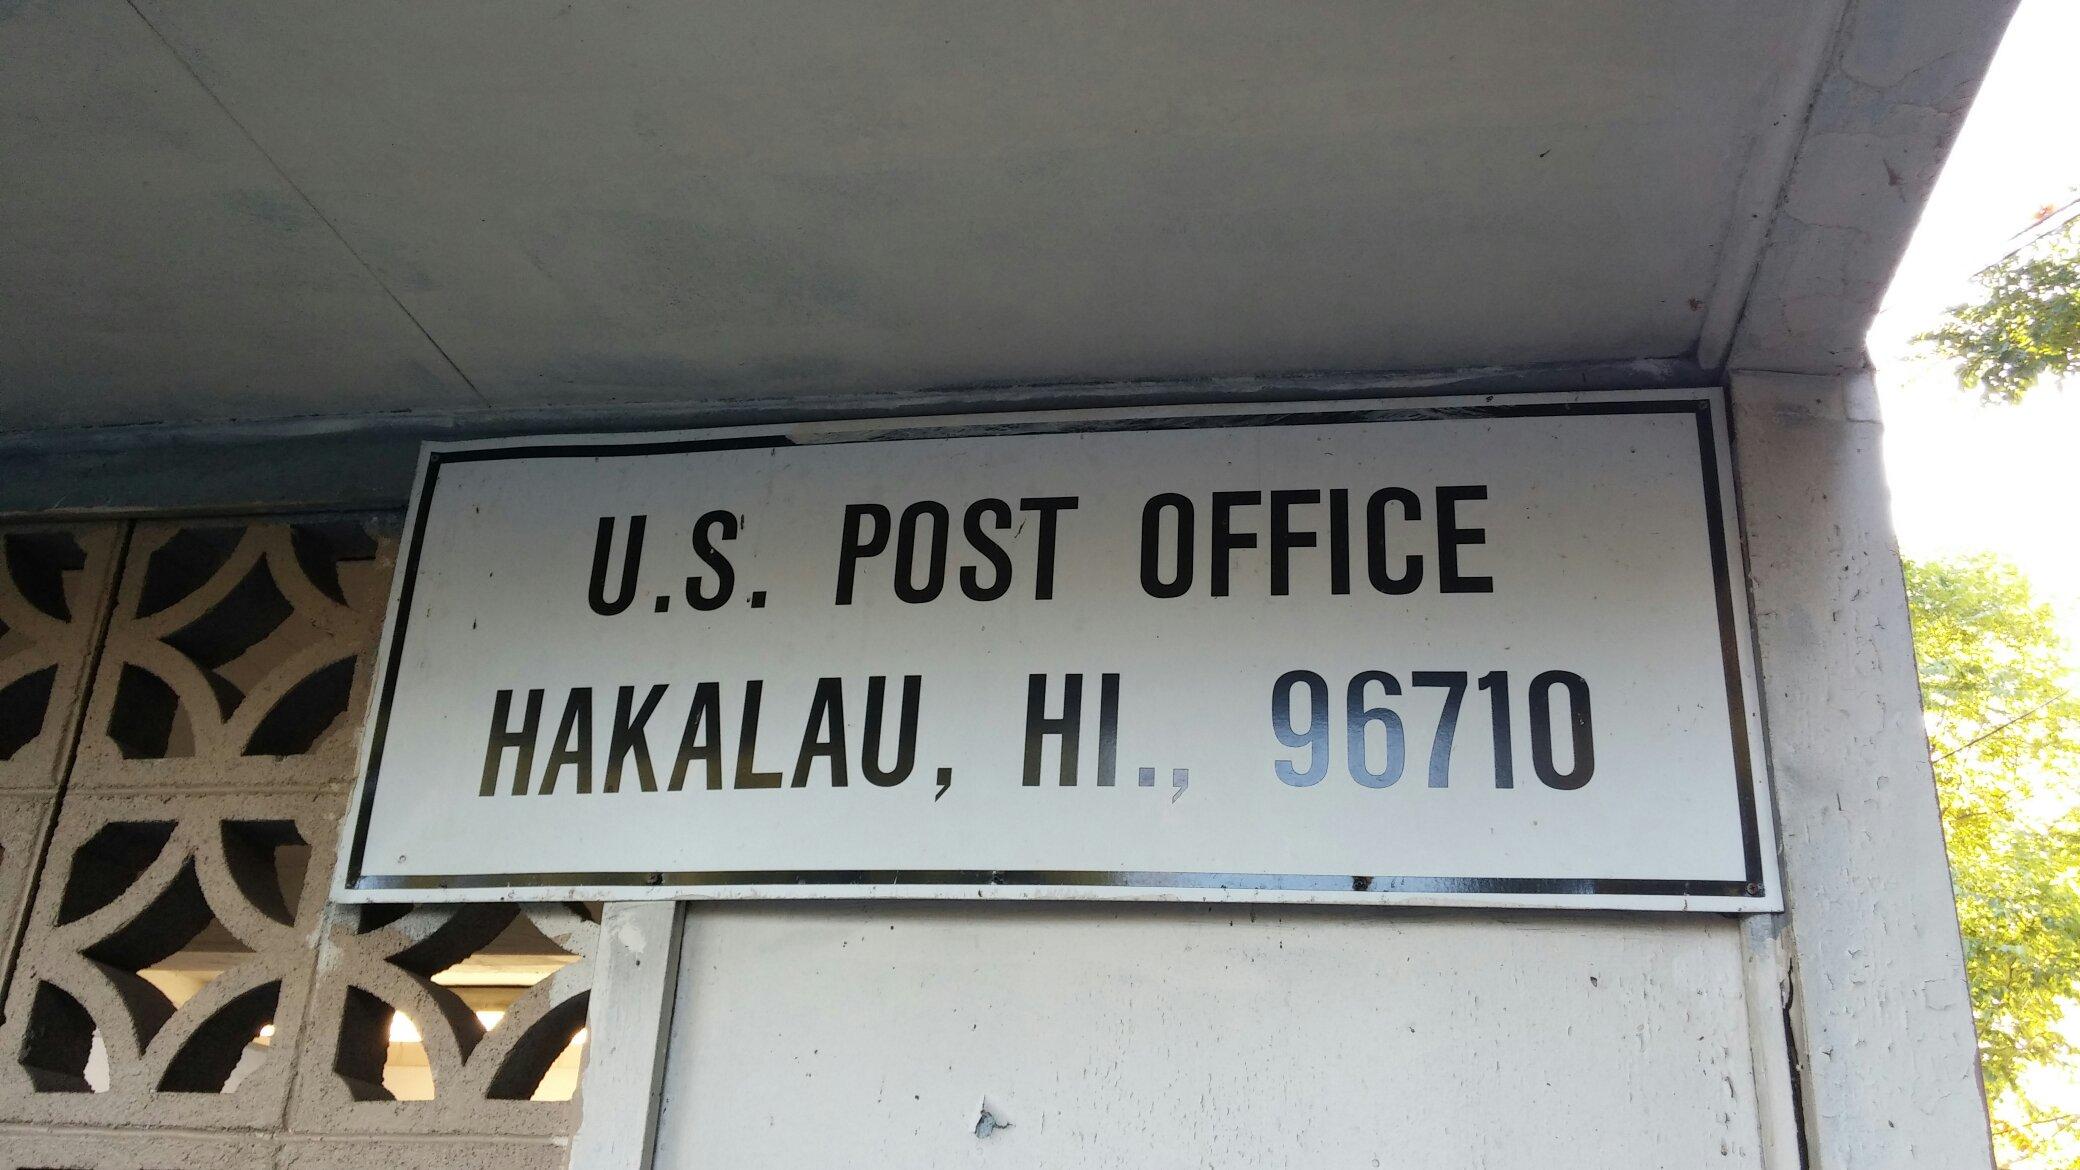 U.S. POST OFFICE
HAKALAU, HI., 96710